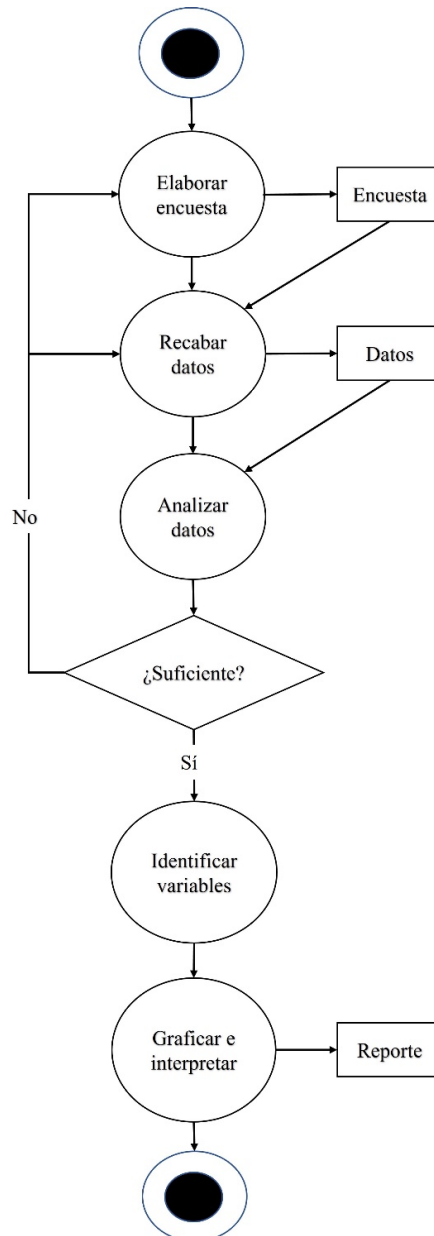 Elaborar
encuesta
Encuesta
Recabar
datos
Datos
Analizar
datos
No
¿Suficiente?
Sí
Identificar
variables
Graficar e
interpretar
Reporte